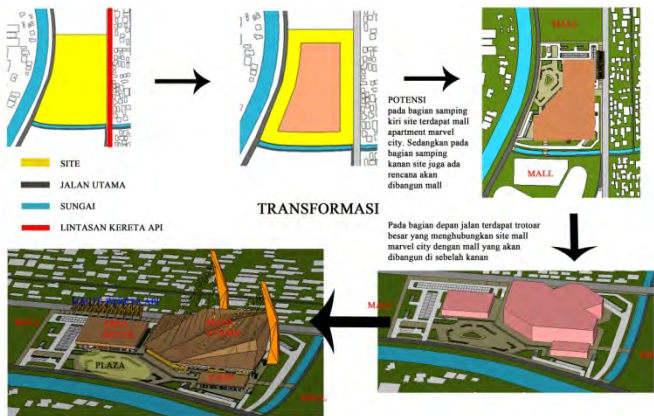 MALL
POTENSI
pada bagian samping
kiri site terdapat mall
apartment marvel
city. Sedangkan pada
bagian samping
kanan site juga ada
rencana akan
dibangun mall
MALL
SITE
JALAN UTAMA
SUNGAI
LINTASAN KERETA API
TRANSFORMASI
Pada bagian depan jalan terdapat trotoar
besar yang menghubungkan site mall
marvel city dengan mall yang akan
dibangun di sebelah kanan
PLAZA